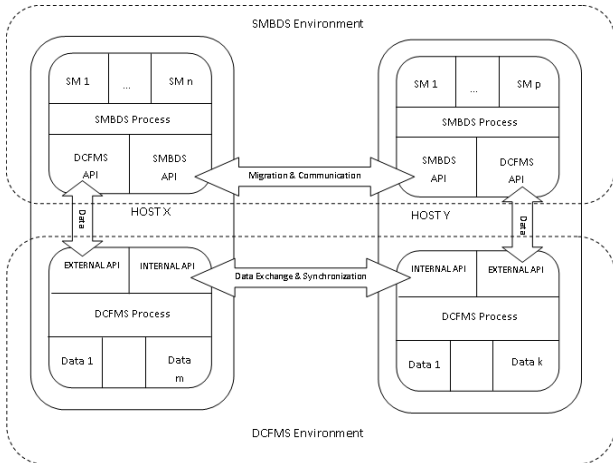 SMBDS Environment
SM 1 ... SM n
SMBDS Process
DCFMS API
SMBDS API
SM 1 ... SM p
SMBDS Process
SMBDS API
DCFMS API
Migration & Communication
Data
HOST X
HOST Y
Data
EXTERNAL API
INTERNAL API
DCFMS Process
Data 1
Data m
Data Exchange & Synchronization
INTERNAL API
EXTERNAL API
DCFMS Process
Data 1
Data k
DCFMS Environment